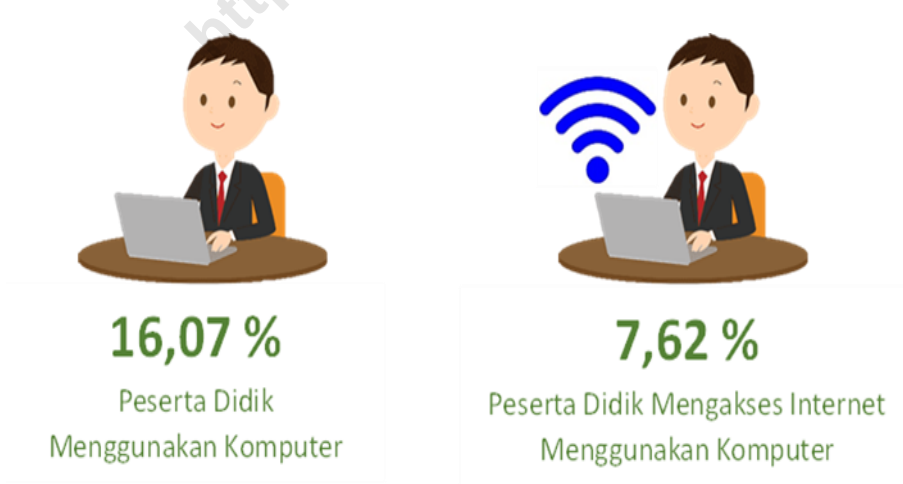 16,07 %
Peserta Didik
Menggunakan Komputer
7,62 %
Peserta Didik Mengakses Internet
Menggunakan Komputer